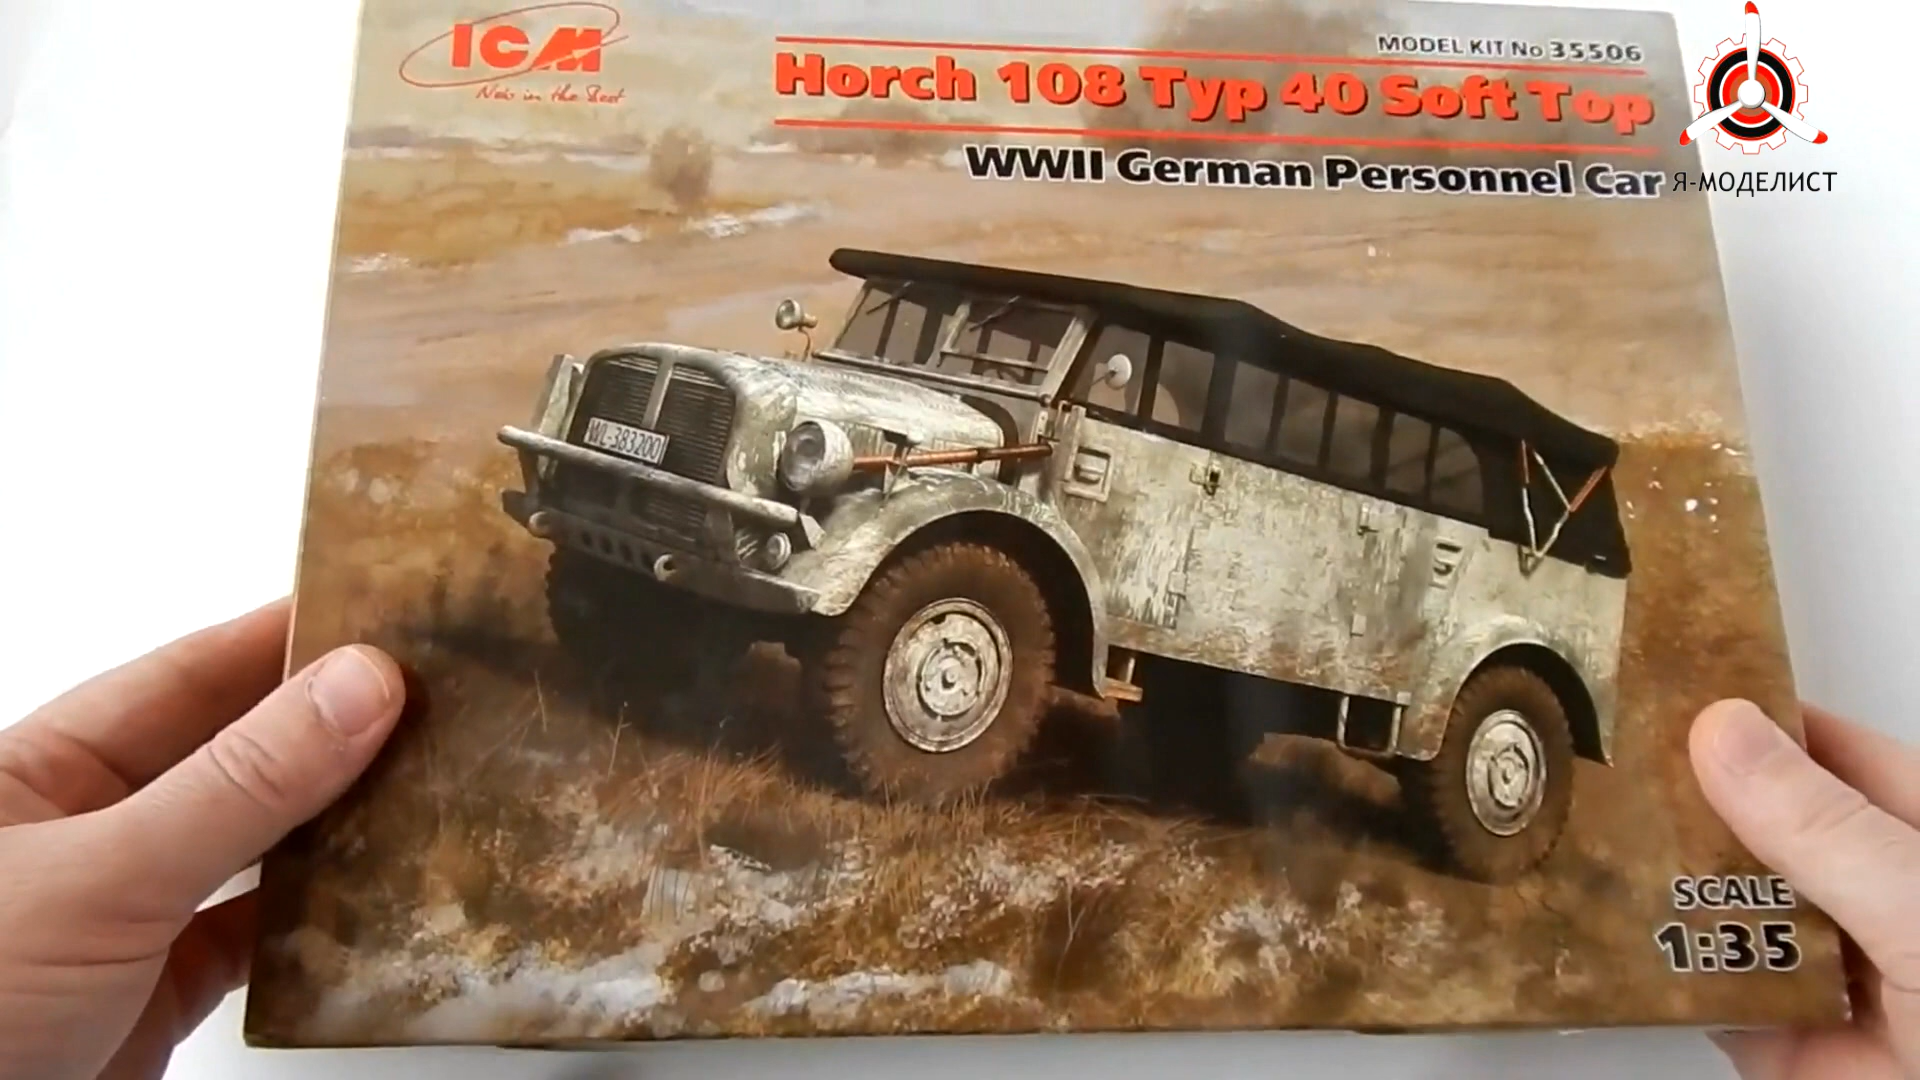 ICM
New in the Best
MODEL KIT No 35506
Horch 108 Typ 40 Soft Top
WWII German Personnel Car
Я-МОДЕЛИСТ
WL-383200
SCALE
1:35